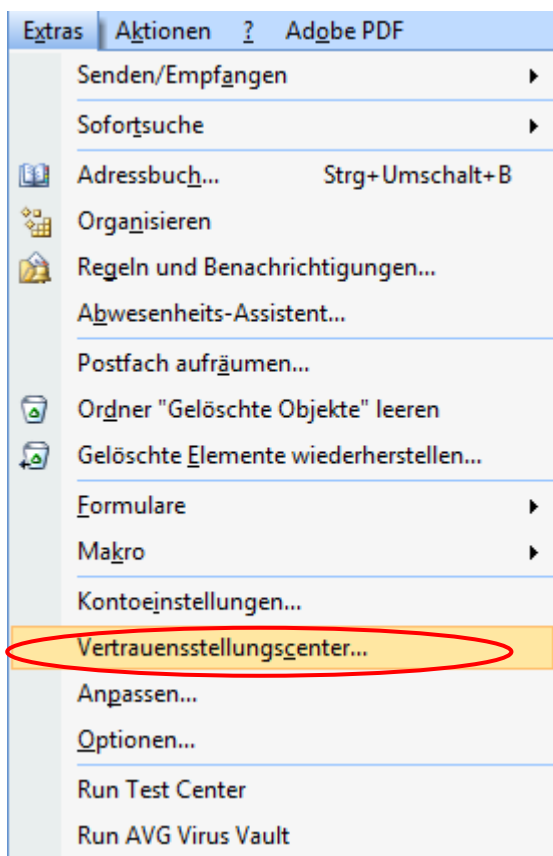 Extras Aktionen ? Adobe PDF
Senden/Empfangen
Sofortsuche
Adressbuch... Strg+Umschalt+B
Organisieren
Regeln und Benachrichtigungen...
Abwesenheits-Assistent...
Postfach aufräumen...
Ordner "Gelöschte Objekte" leeren
Gelöschte Elemente wiederherstellen...
Formulare
Makro
Kontoeinstellungen...
Vertrauensstellungscenter...
Anpassen...
Optionen...
Run Test Center
Run AVG Virus Vault